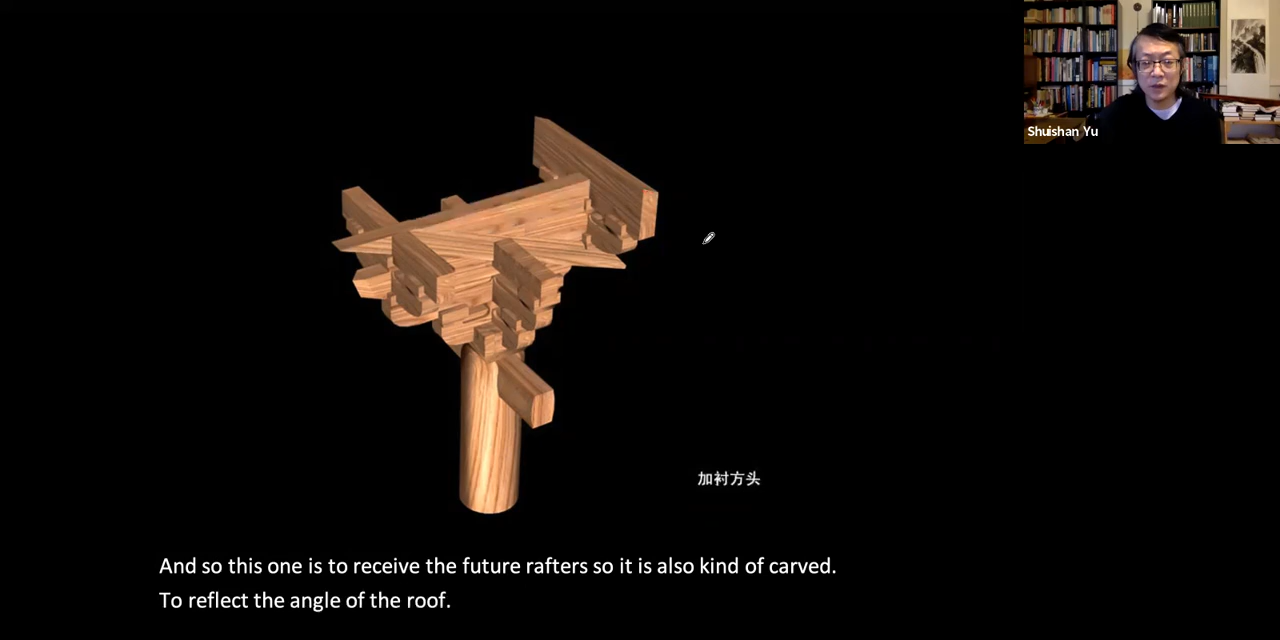 Shuishan Yu
加衬方头
And so this one is to receive the future rafters so it is also kind of carved.
To reflect the angle of the roof.